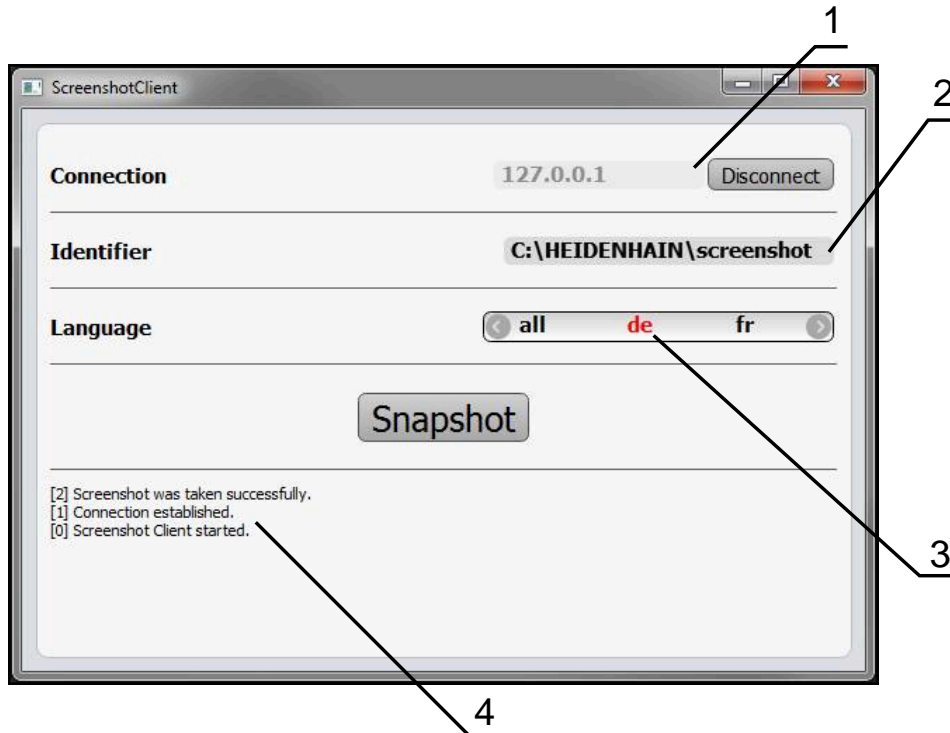 1
ScreenshotClient
2
Connection 127.0.0.1 Disconnect
Identifier C:\HEIDENHAIN\screenshot
Language all de fr
Snapshot
[2] Screenshot was taken successfully.
[1] Connection established.
[0] Screenshot Client started.
3
4